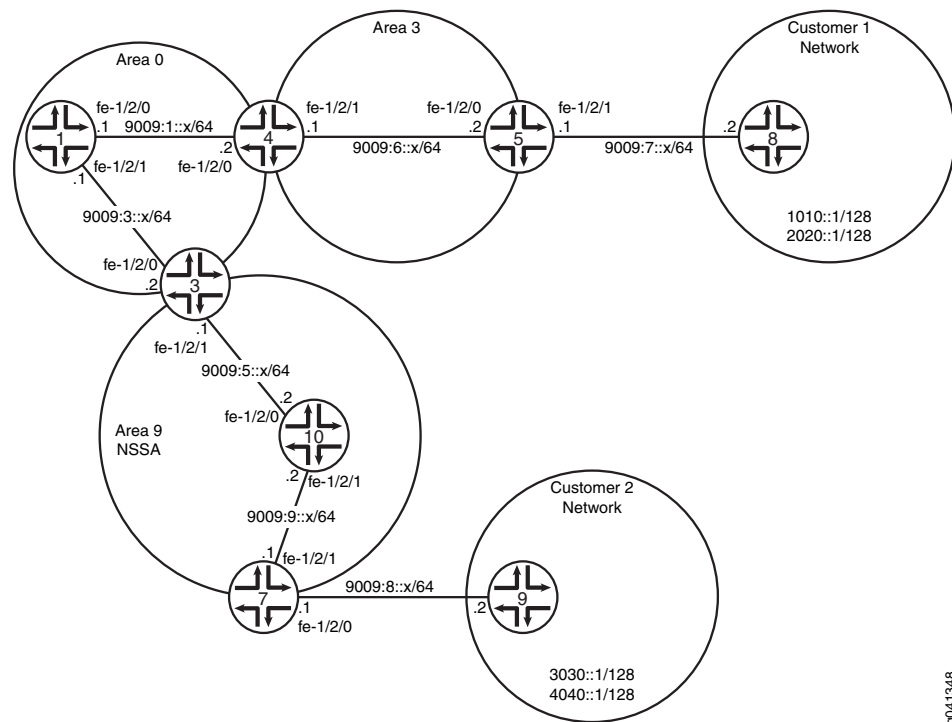 Area 3
Customer 1
Network
Area 0
fe-1/2/0
fe-1/2/1
fe-1/2/0
fe-1/2/1
.1
9009:1::x/64
.1
.2
.1
.2
1
4
5
8
.2
9009:6::x/64
9009:7::x/64
fe-1/2/1
fe-1/2/0
.1
9009:3::x/64
1010::1/128
2020::1/128
fe-1/2/0
.2
3
.1
fe-1/2/1
9009:5::x/64
.2
fe-1/2/0
Area 9
NSSA
10
.2
fe-1/2/1
Customer 2
Network
9009:9::x/64
.1
fe-1/2/1
9009:8::x/64
7
9
.1
.2
fe-1/2/0
3030::1/128
4040::1/128
g041348